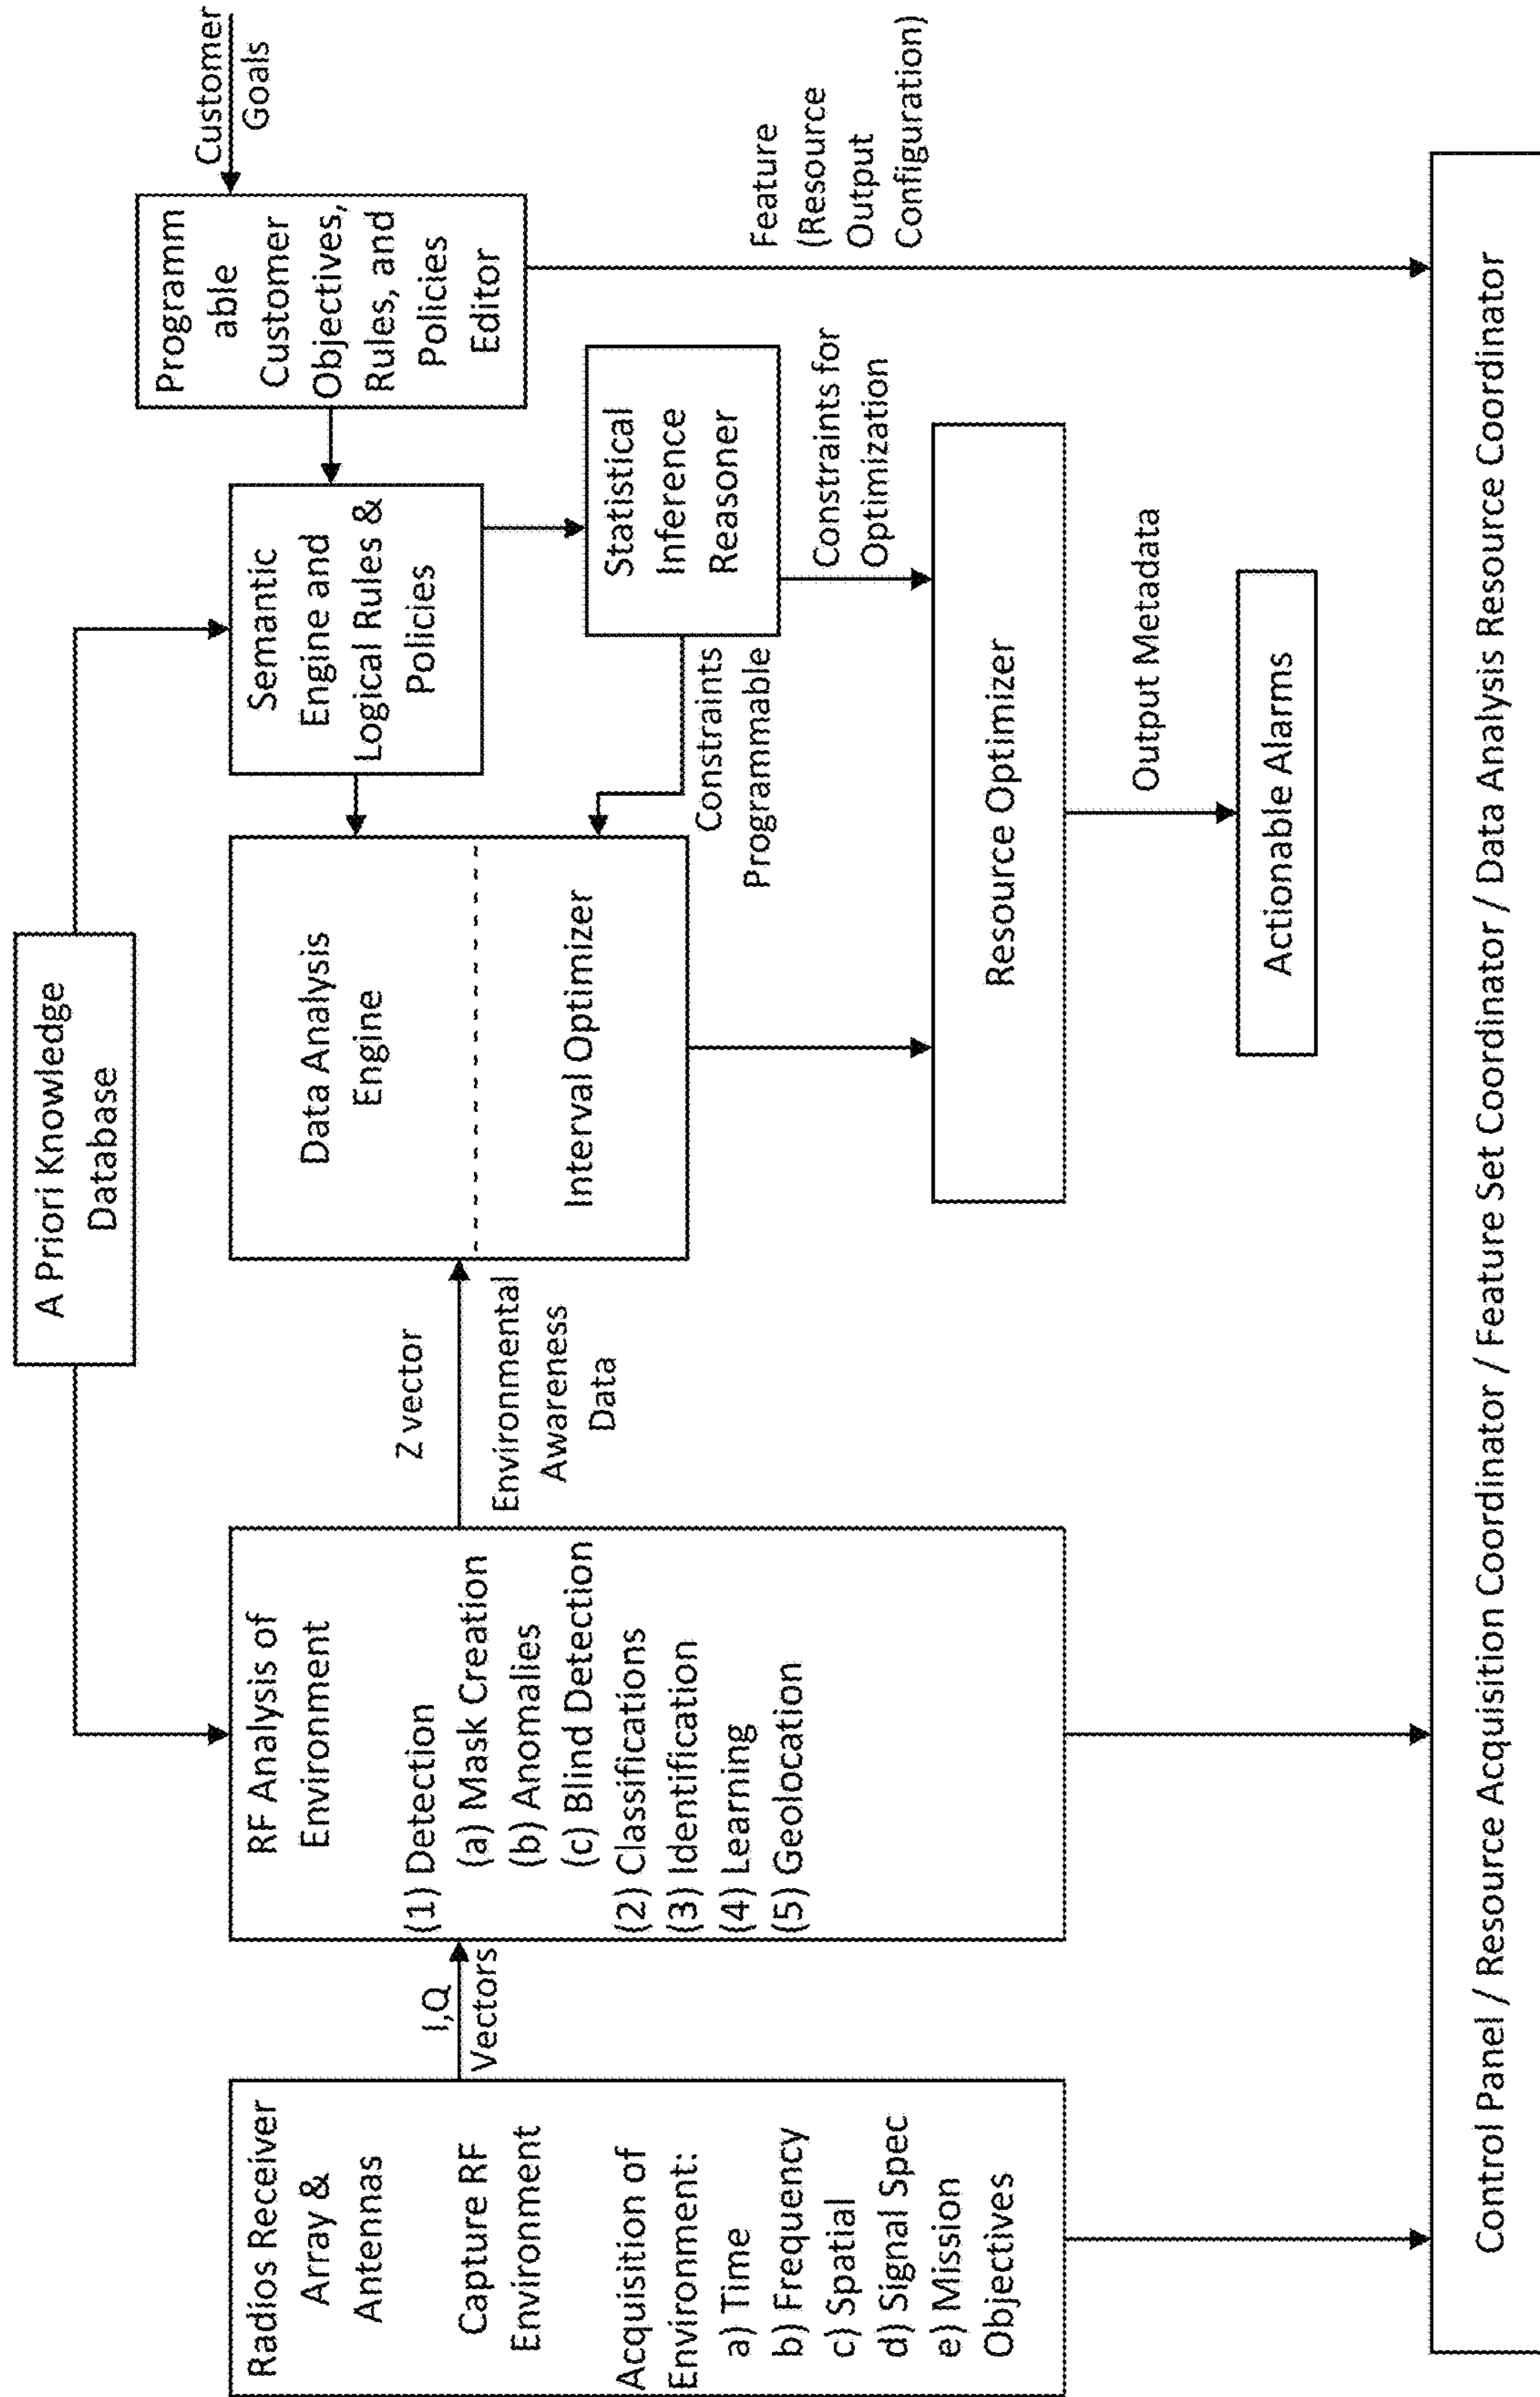 A Priori Knowledge
Database
Radios Receiver
Array &
Antennas
Capture RF
Environment
Acquisition of
Environment:
a) Time
b) Frequency
c) Spatial
d) Signal Spec
e) Mission
Objectives
I,Q
Vectors
RF Analysis of
Environment
(1) Detection
(a) Mask Creation
(b) Anomalies
(c) Blind Detection
(2) Classifications
(3) Identification
(4) Learning
(5) Geolocation
Z vector
Environmental
Awareness
Data
Data Analysis
Engine
Interval Optimizer
Semantic
Engine and
Logical Rules &
Policies
Programm
able
Customer
Objectives,
Rules, and
Policies
Editor
Customer
Goals
Statistical
Inference
Reasoner
Constraints
Programmable
Constraints for
Optimization
Feature
(Resource
Output
Configuration)
Resource Optimizer
Output Metadata
Actionable Alarms
Control Panel / Resource Acquisition Coordinator / Feature Set Coordinator / Data Analysis Resource Coordinator